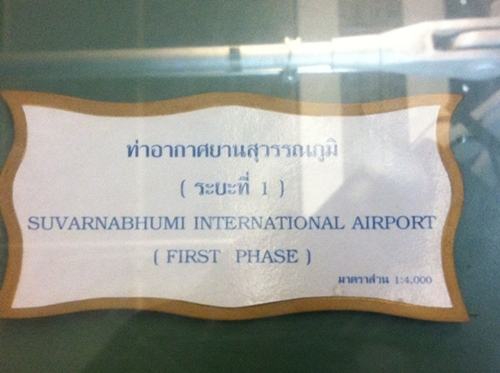 ท่าอากาศยานสุวรรณภูมิ
( ระยะที่ 1 )
SUVARNABHUMI INTERNATIONAL AIRPORT
( FIRST PHASE )
มาตราส่วน 1:4,000